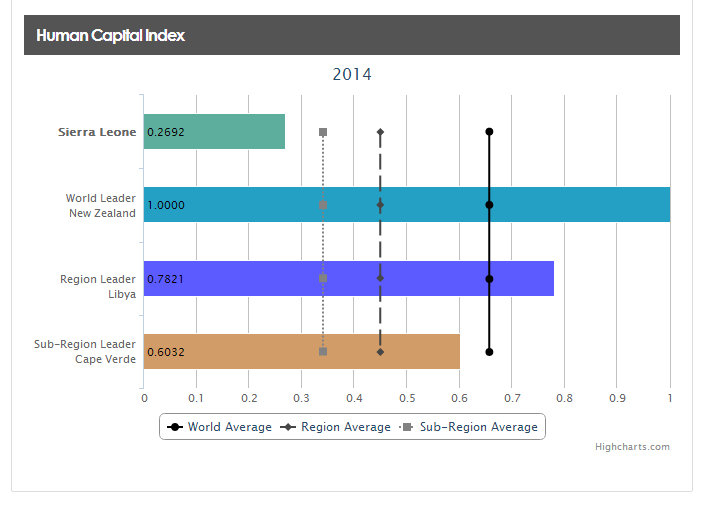 Human Capital Index
2014
Sierra Leone
0.2692
World Leader
New Zealand
1.0000
Region Leader
Libya
0.7821
Sub-Region Leader
Cape Verde
0.6032
0 0.1 0.2 0.3 0.4 0.5 0.6 0.7 0.8 0.9 1
World Average Region Average Sub-Region Average
Highcharts.com